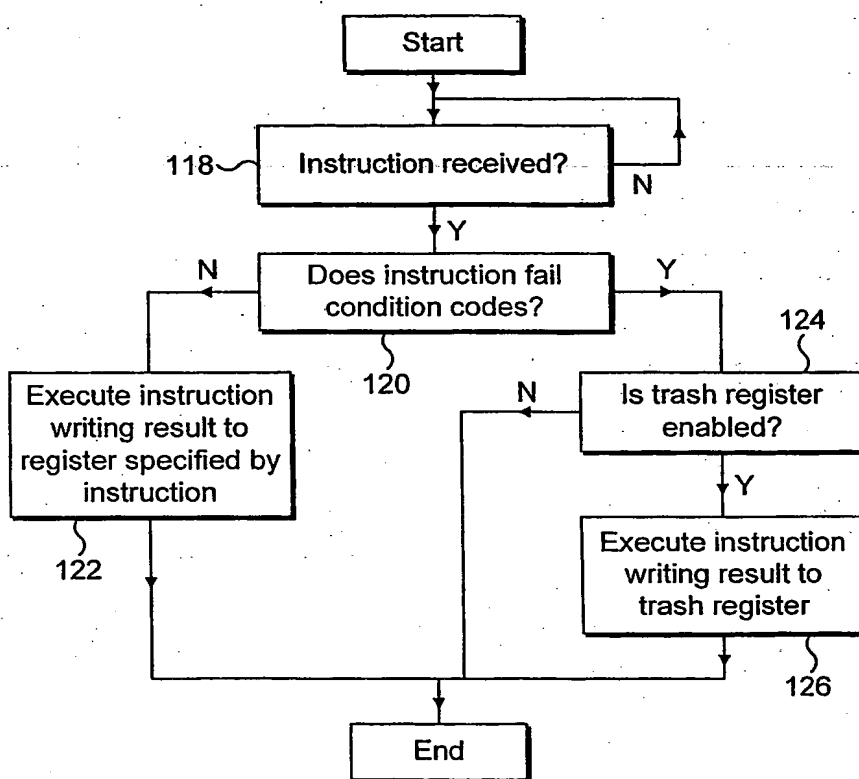 Start
118
Instruction received?
N
Y
N
Does instruction fail
condition codes?
Y
120
124
Execute instruction
writing result to
register specified by
instruction
122
N
Is trash register
enabled?
Y
Execute instruction
writing result to
trash register
126
End